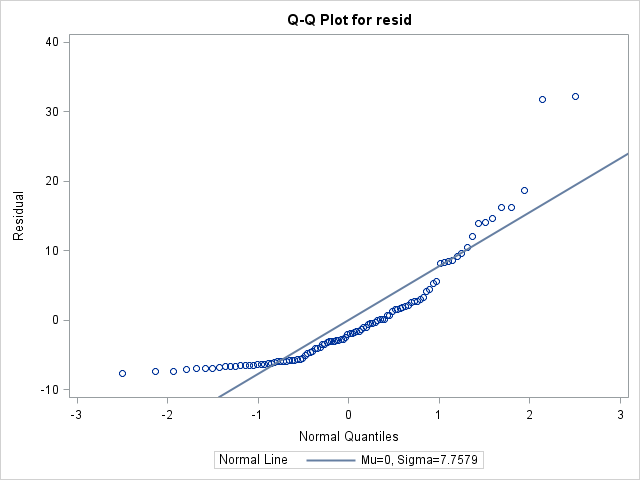 Q-Q Plot for resid
40
30
20
10
0
-10
Residual
-3
-2
-1
0
1
2
3
Normal Quantiles
Normal Line
Mu=0, Sigma=7.7579